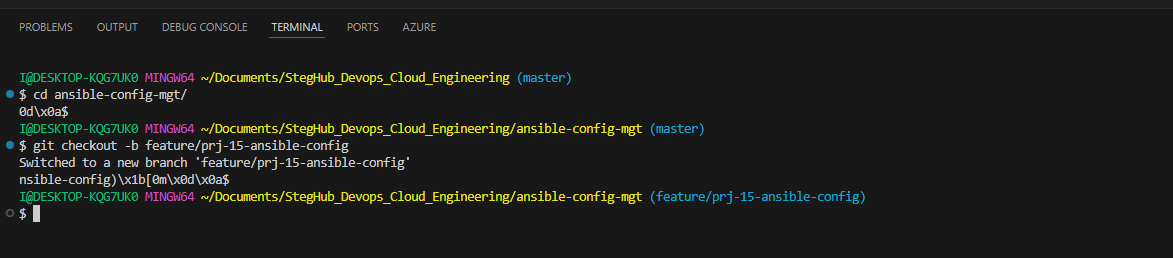 PROBLEMS OUTPUT DEBUG CONSOLE TERMINAL PORTS AZURE
I@DESKTOP-KQG7UK0 MINGW64 ~/Documents/StegHub_Devops_Cloud_Engineering (master)
$ cd ansible-config-mgt/
0d\x0a$
I@DESKTOP-KQG7UK0 MINGW64 ~/Documents/StegHub_Devops_Cloud_Engineering/ansible-config-mgt (master)
$ git checkout -b feature/prj-15-ansible-config
Switched to a new branch 'feature/prj-15-ansible-config'
nsible-config)\x1b[0m\x0d\x0a$
I@DESKTOP-KQG7UK0 MINGW64 ~/Documents/StegHub_Devops_Cloud_Engineering/ansible-config-mgt (feature/prj-15-ansible-config)
$